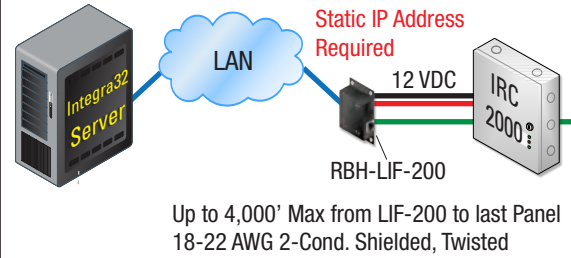 Static IP Address
Required
LAN
Integra32
Server
12 VDC
IRC
2000
RBH-LIF-200
Up to 4,000’ Max from LIF-200 to last Panel
18-22 AWG 2-Cond. Shielded, Twisted